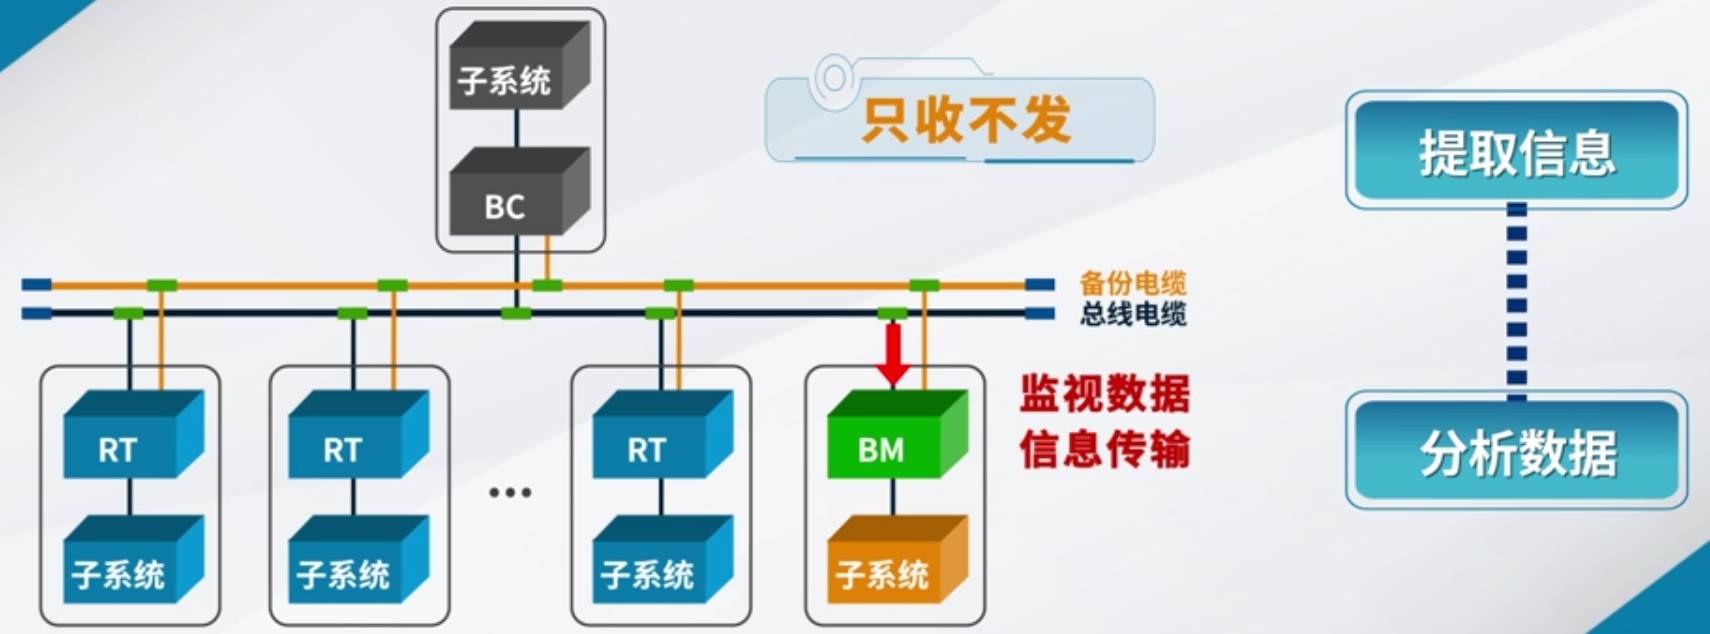 子系统
只收不发
提取信息
BC
备份电缆
总线电缆
监视数据
信息传输
RT
RT
RT
BM
分析数据
...
子系统
子系统
子系统
子系统